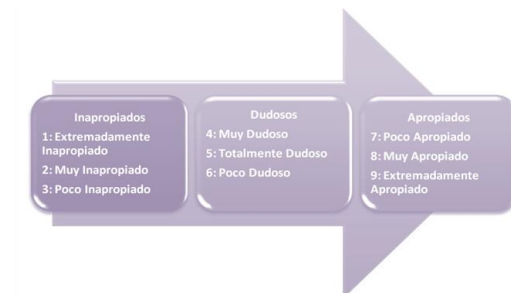 Inapropiados
1: Extremadamente
Inapropiado
2: Muy Inapropiado
3: Poco Inapropiado
Dudosos
4: Muy Dudoso
5: Totalmente Dudoso
6: Poco Dudoso
Apropiados
7: Poco Apropiado
8: Muy Apropiado
9: Extremadamente
Apropiado